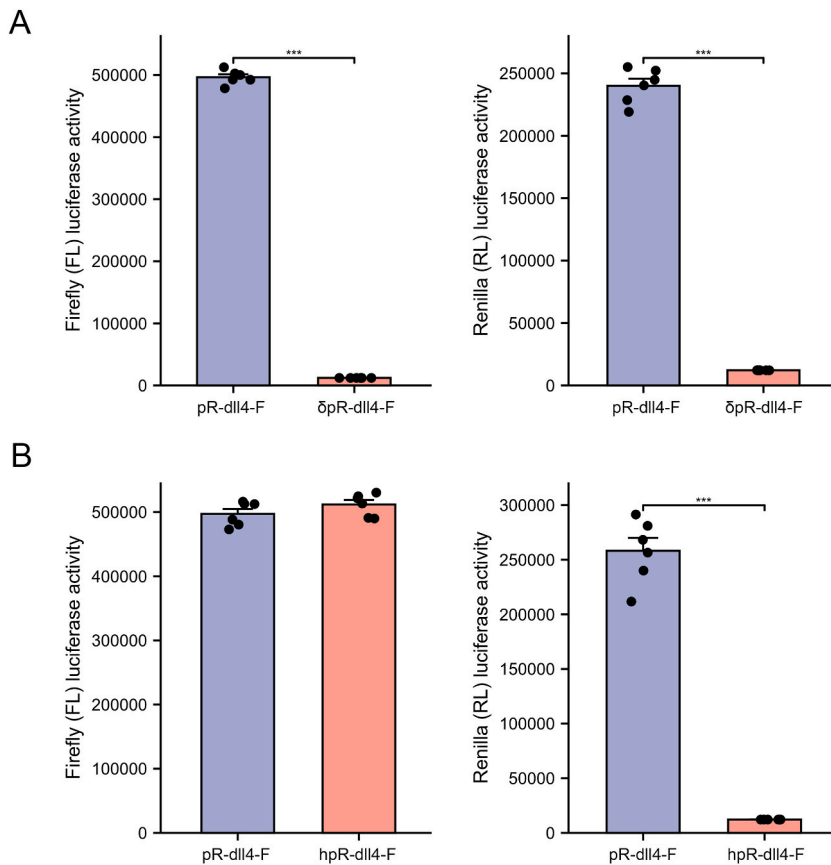 A
Firefly (FL) luciferase activity
500000
400000
300000
200000
100000
0
***
pR-dll4-F
δpR-dll4-F
Renilla (RL) luciferase activity
250000
200000
150000
100000
50000
0
***
pR-dll4-F
δpR-dll4-F
B
Firefly (FL) luciferase activity
500000
400000
300000
200000
100000
0
pR-dll4-F
hpR-dll4-F
Renilla (RL) luciferase activity
300000
250000
200000
150000
100000
50000
0
***
pR-dll4-F
hpR-dll4-F